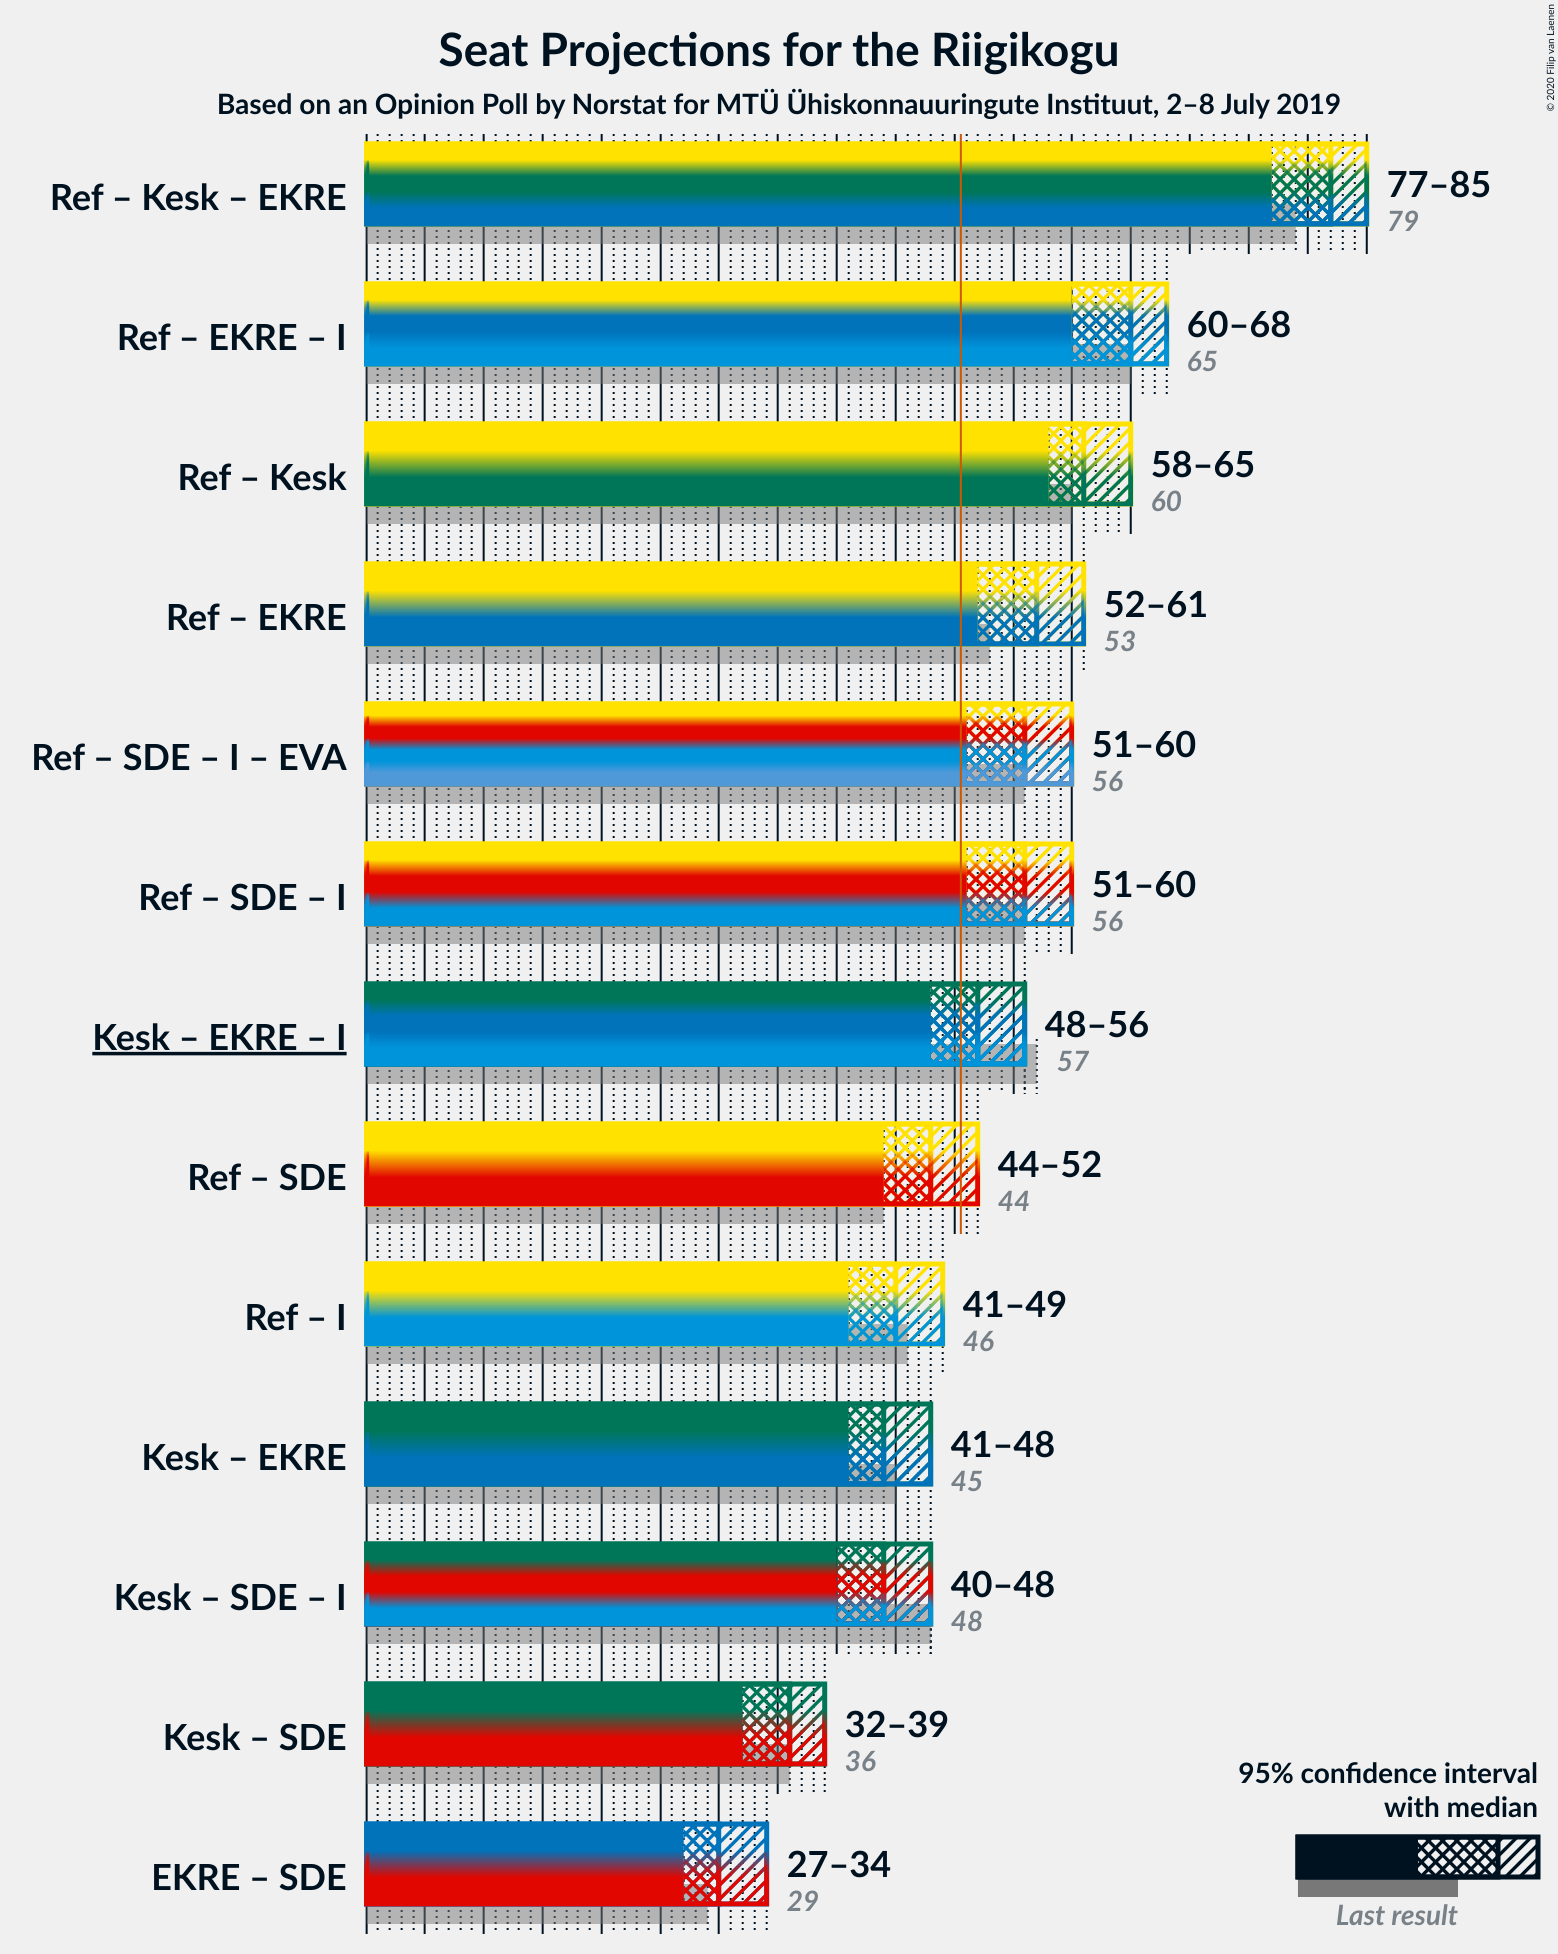 Seat Projections for the Riigikogu
Based on an Opinion Poll by Norstat for MTÜ Ühiskonnauuringute Instituut, 2–8 July 2019
© 2020 Filip van Laenen
Ref – Kesk – EKRE
77–85
79
Ref – EKRE – I
60–68
65
Ref – Kesk
58–65
60
Ref – EKRE
52–61
53
Ref – SDE – I – EVA
51–60
56
Ref – SDE – I
51–60
56
Kesk – EKRE – I
48–56
57
Ref – SDE
44–52
44
Ref – I
41–49
46
Kesk – EKRE
41–48
45
Kesk – SDE – I
40–48
48
Kesk – SDE
32–39
36
EKRE – SDE
27–34
29
95% confidence interval
with median
Last result